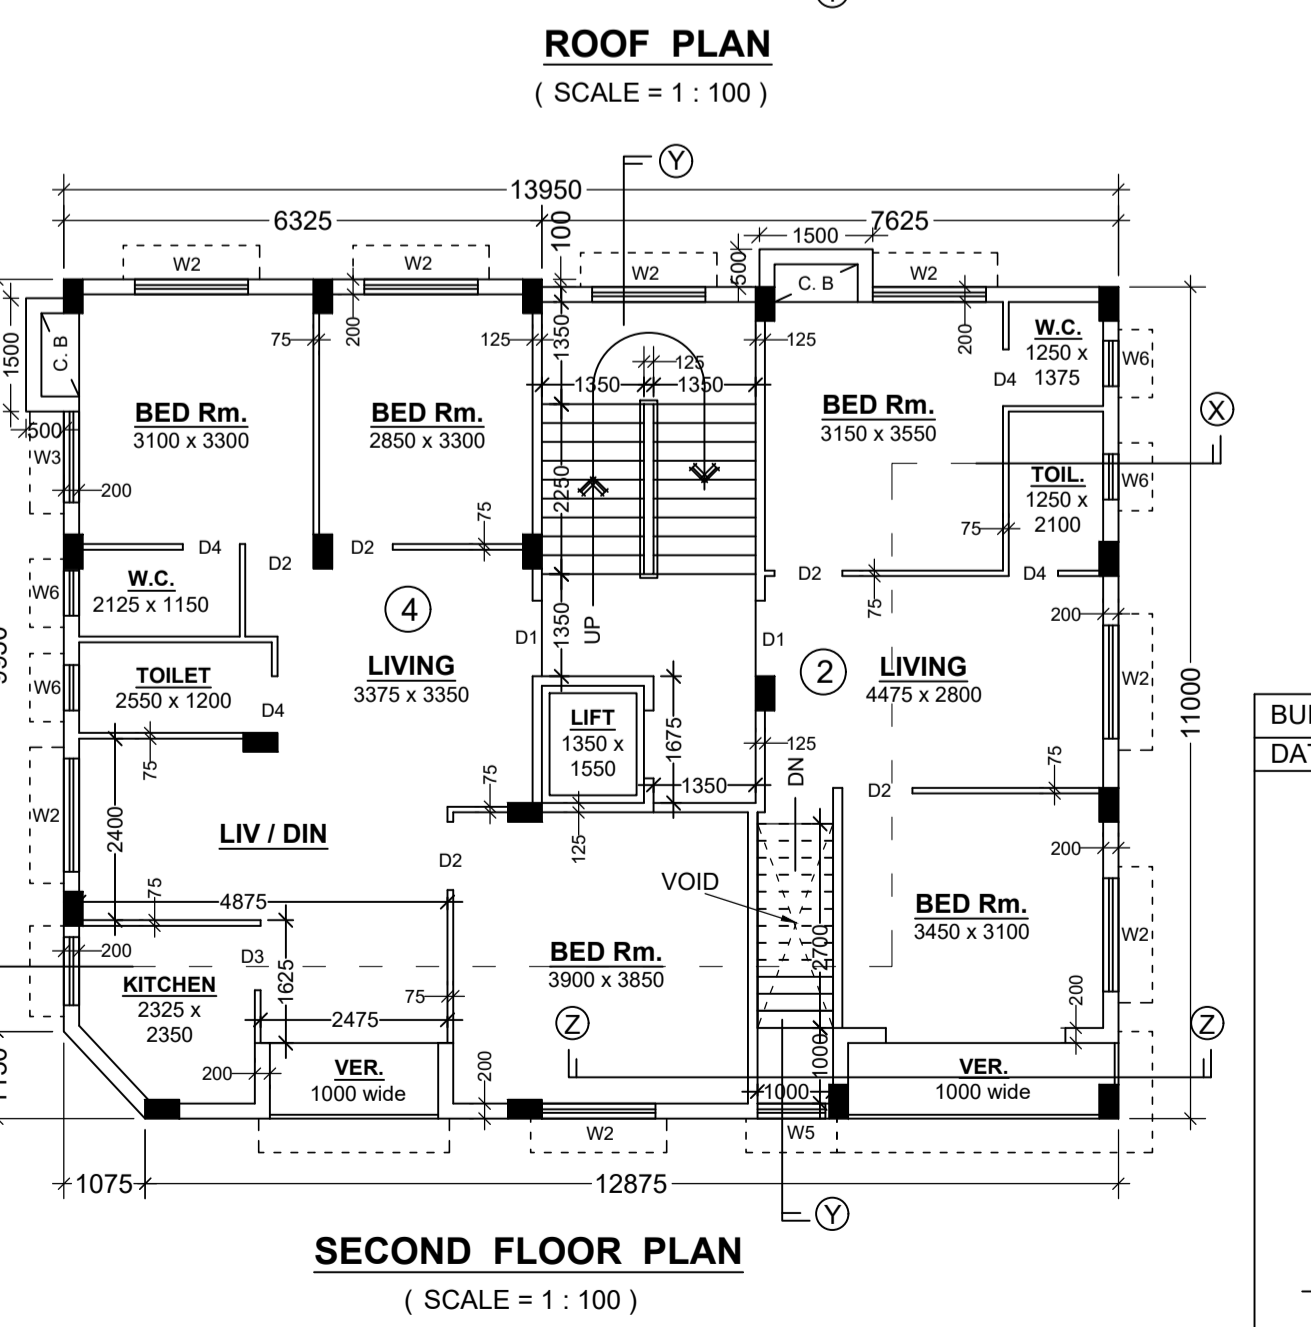 ROOF PLAN
( SCALE = 1 : 100 )
Y
13950
6325
7625
100
1500
500
W2
W2
W2
W2
C. B
1500
C. B
75
200
125
1350
125
125
1350
1350
200
W.C.
1250 x
1375
W6
D4
BED Rm.
3100 x 3300
BED Rm.
2850 x 3300
BED Rm.
3150 x 3550
X
500
W3
200
2250
TOIL.
1250 x
2100
W6
75
75
D4
D2
D2
D2
D4
W.C.
2125 x 1150
W6
4
1350
UP
75
200
D1
D1
TOILET
2550 x 1200
W6
D4
LIVING
3375 x 3350
2
LIVING
4475 x 2800
W2
11000
LIFT
1350 x
1550
1675
1350
125
DN
75
75
75
D2
W2
2400
LIV / DIN
125
D2
200
VOID
75
4875
BED Rm.
3450 x 3100
W2
200
D3
1625
BED Rm.
3900 x 3850
2700
KITCHEN
2325 x
2350
75
2475
Z
200
Z
200
VER.
1000 wide
200
1000
1000
VER.
1000 wide
W2
W5
1075
12875
Y
SECOND FLOOR PLAN
( SCALE = 1 : 100 )